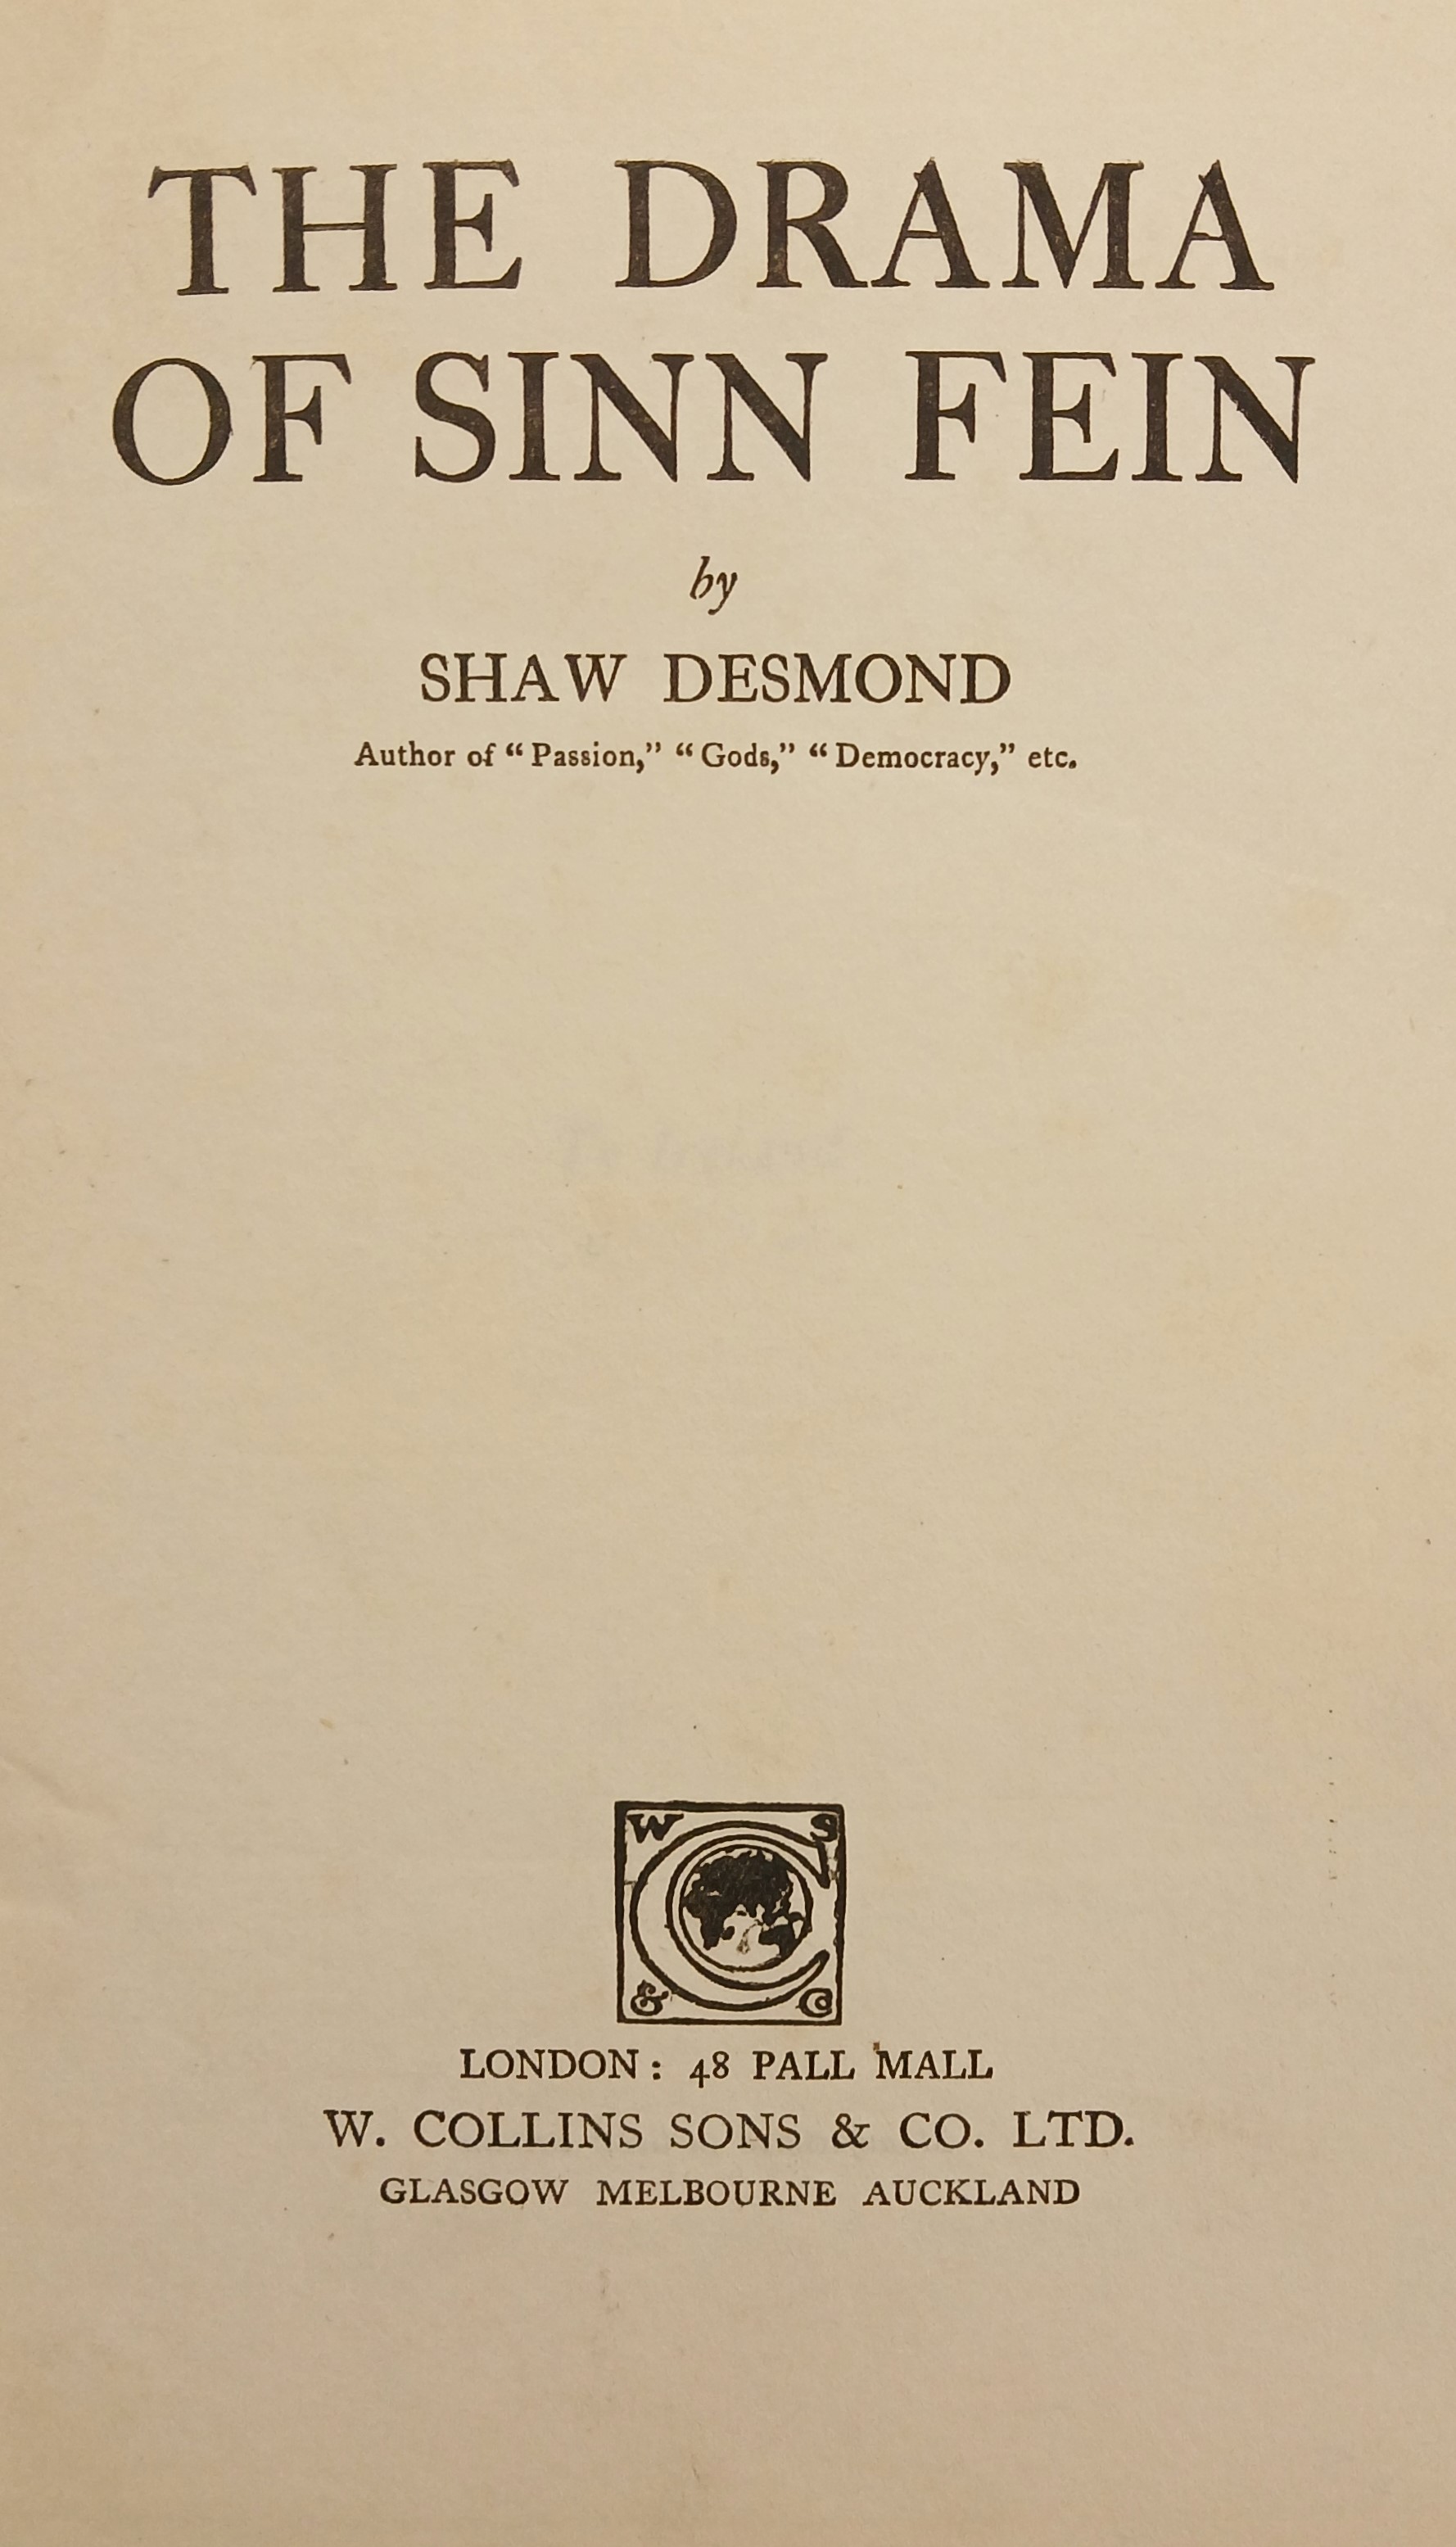 THE DRAMA
OF SINN FEIN
by
SHAW DESMOND
Author of “Passion,” “Gods,” “Democracy,” etc.
W S
& Co
LONDON: 48 PALL MALL
W. COLLINS SONS & CO. LTD.
GLASGOW MELBOURNE AUCKLAND